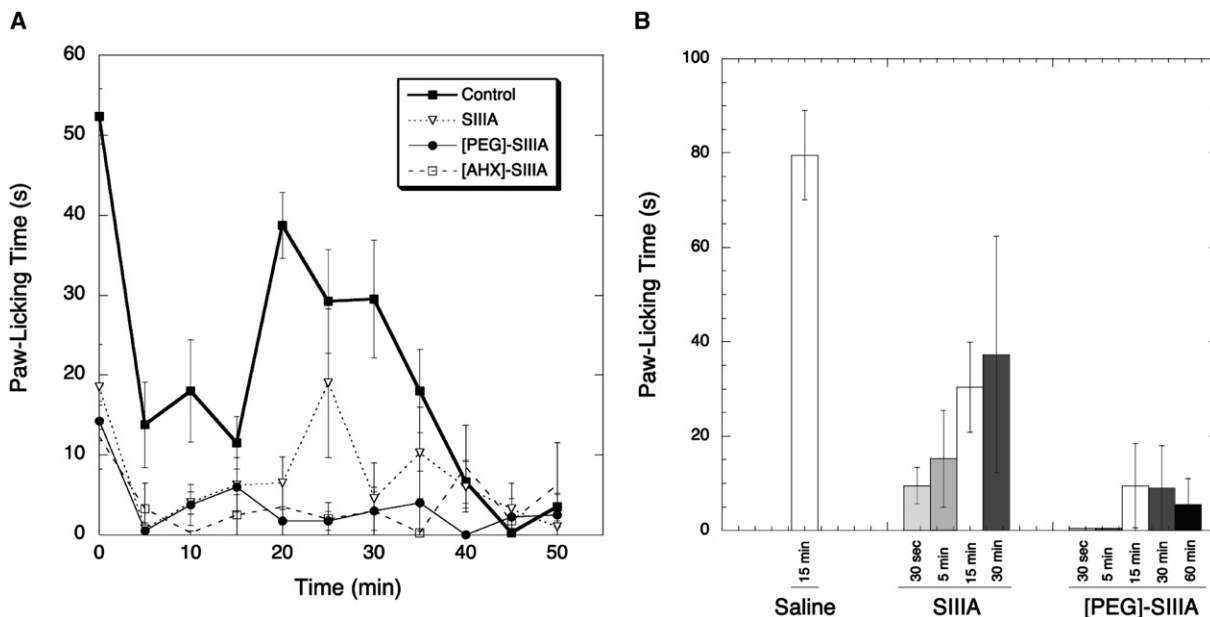 A
Paw-Licking Time (s)
60
50
40
30
20
10
0
Control
SIIIA
[PEG]-SIIIA
[AHX]-SIIIA
0 10 20 30 40 50
Time (min)
B
Paw-Licking Time (s)
100
80
60
40
20
0
15 min
30 sec
5 min
15 min
30 min
30 sec
5 min
15 min
30 min
60 min
Saline SIIIA [PEG]-SIIIA